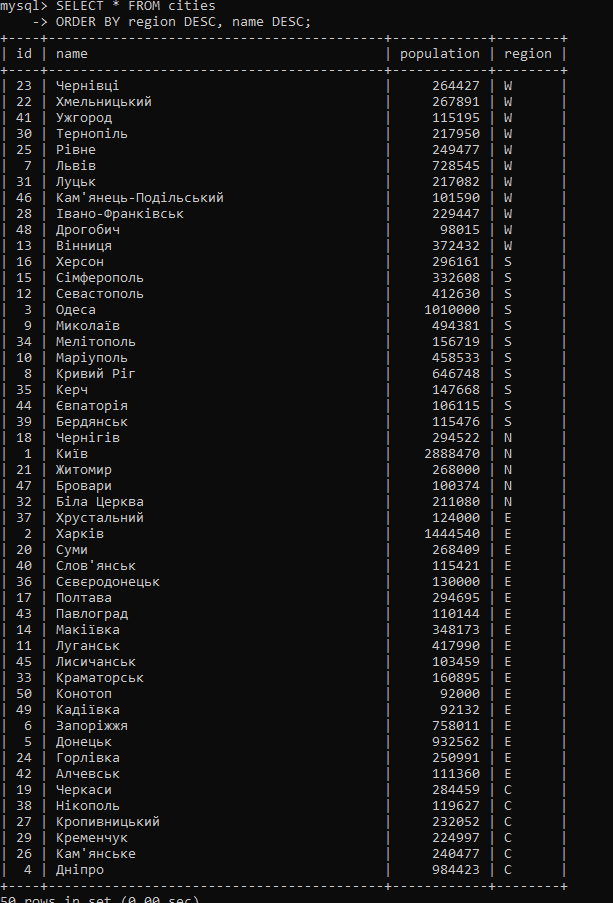 mysql> SELECT * FROM cities
    -> ORDER BY region DESC, name DESC;
+----+------------------------------------------+------------+--------+
| id | name | population | region |
+----+------------------------------------------+------------+--------+
| 23 | Чернівці | 264427 | W |
| 22 | Хмельницький | 267891 | W |
| 41 | Ужгород | 115195 | W |
| 30 | Тернопіль | 217950 | W |
| 25 | Рівне | 249477 | W |
| 7 | Львів | 728545 | W |
| 31 | Луцьк | 217082 | W |
| 46 | Кам'янець-Подільський | 101590 | W |
| 28 | Івано-Франківськ | 229447 | W |
| 48 | Дрогобич | 98015 | W |
| 13 | Вінниця | 372432 | W |
| 16 | Херсон | 296161 | S |
| 15 | Сімферополь | 332608 | S |
| 12 | Севастополь | 412630 | S |
| 3 | Одеса | 1010000 | S |
| 9 | Миколаїв | 494381 | S |
| 34 | Мелітополь | 156719 | S |
| 10 | Маріуполь | 458533 | S |
| 8 | Кривий Ріг | 646748 | S |
| 35 | Керч | 147668 | S |
| 44 | Євпаторія | 106115 | S |
| 39 | Бердянськ | 115476 | S |
| 18 | Чернігів | 294522 | N |
| 1 | Київ | 2888470 | N |
| 21 | Житомир | 268000 | N |
| 47 | Бровари | 100374 | N |
| 32 | Біла Церква | 211080 | N |
| 37 | Хрустальний | 124000 | E |
| 2 | Харків | 1444540 | E |
| 20 | Суми | 268409 | E |
| 40 | Слов'янськ | 115421 | E |
| 36 | Сєвєродонецьк | 130000 | E |
| 17 | Полтава | 294695 | E |
| 43 | Павлоград | 110144 | E |
| 14 | Макіївка | 348173 | E |
| 11 | Луганськ | 417990 | E |
| 45 | Лисичанськ | 103459 | E |
| 33 | Краматорськ | 160895 | E |
| 50 | Конотоп | 92000 | E |
| 49 | Кадіївка | 92132 | E |
| 6 | Запоріжжя | 758011 | E |
| 5 | Донецьк | 932562 | E |
| 24 | Горлівка | 250991 | E |
| 42 | Алчевськ | 111360 | E |
| 19 | Черкаси | 284459 | C |
| 38 | Нікополь | 119627 | C |
| 27 | Кропивницький | 232052 | C |
| 29 | Кременчук | 224997 | C |
| 26 | Кам'янське | 240477 | C |
| 4 | Дніпро | 984423 | C |
+----+------------------------------------------+------------+--------+
50 rows in set (0.00 sec)